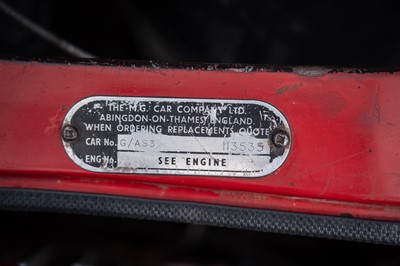 THE M.G. CAR COMPANY LTD.
ABINGDON-ON-THAMES, ENGLAND.
WHEN ORDERING REPLACEMENTS QUOTE
CAR No. G/AS3 113535
ENG No. SEE ENGINE